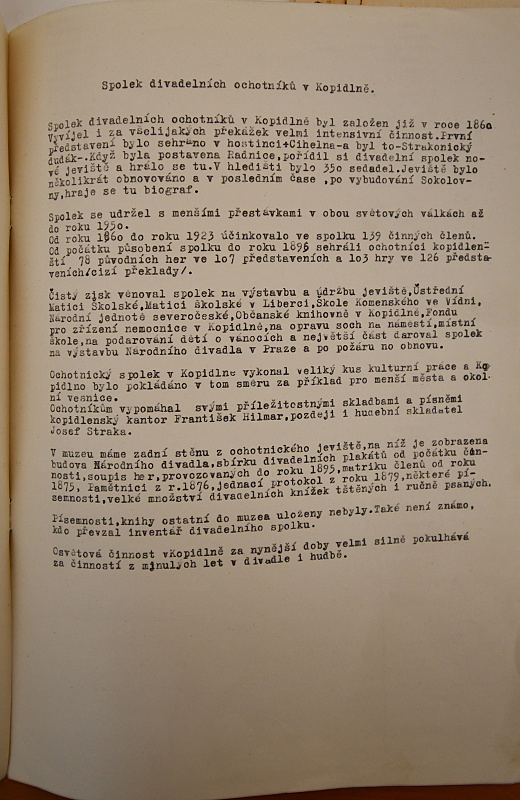 Spolek divadelních ochotníků v Kopidlně.
Spolek divadelních ochotníků v Kopidlně byl založen již v roce 186o
Vyvíjel i za všelijakých překážek velmi intensivní činnost.První
představení bylo sehráno v hostinci+Cihelna-a byl to-Strakonický
dudák-.Když byla postavena Radnice,pořídil si divadelní spolek no-
vé jeviště a hrálo se tu.V hledišti bylo 35o sedadel.Jeviště bylo
několikrát obnovováno a v posledním čase ,po vybudování Sokolov-
ny,hraje se tu biograf.
Spolek se udržel s menšími přestávkami v obou světových válkách až
do roku 195o.
Od roku 186o do roku 1923 účinkovalo ve spolku 139 činných členů.
Od počátku působení spolku do roku 1896 sehráli ochotníci kopidlen-
ští 78 původních her ve 1o7 představeních a 1o3 hry ve 126 předsta-
veních/cizí překlady/.
Čistý zisk věnoval spolek na výstavbu a údržbu jeviště,Ústřední
Matici Školské,Matici školské v Liberci,Škole Komenského ve Vídni,
Národní jednotě severočeské,Občanské knihovně v Kopidlně,Fondu
pro zřízení nemocnice v Kopidlně,na opravu soch na náměstí,místní
škole,na podarování dětí o vánocích a největší část daroval spolek
na výstavbu Národního divadla v Praze a po požáru no obnovu.
Ochotnický spolek v Kopidlně vykonal veliký kus kulturní práce a Ko
pidlno bylo pokládáno v tom směru za příklad pro menší města a okol
ní vesnice.
Ochotníkům vypomáhal svými příležitostnými skladbami a písněmi
kopidlenský kantor František Hilmar,pozdeji i hudební skladatel
Josef Straka.
V muzeu máme zadní stěnu z ochotnického jeviště,na níž je zobrazena
budova Národního divadla,sbírku divadelních plakátů od počátku čin-
nosti,soupis her,provozovaných do roku 1895,matriku členů od roku
1875, Pamětnici z r.1876,jednací protokol z roku 1879,některé pí-
semnosti,velké množství divadelních knížek tštěných i ručně psaných.
Písemnosti,knihy ostatní do muzea uloženy nebyly.Také není známo,
kdo převzal inventář divadelního spolku.
Osvětová činnost vKopidlně za nynější doby velmi silně pokulhává
za činností z minulých let v divadle i hudbě.